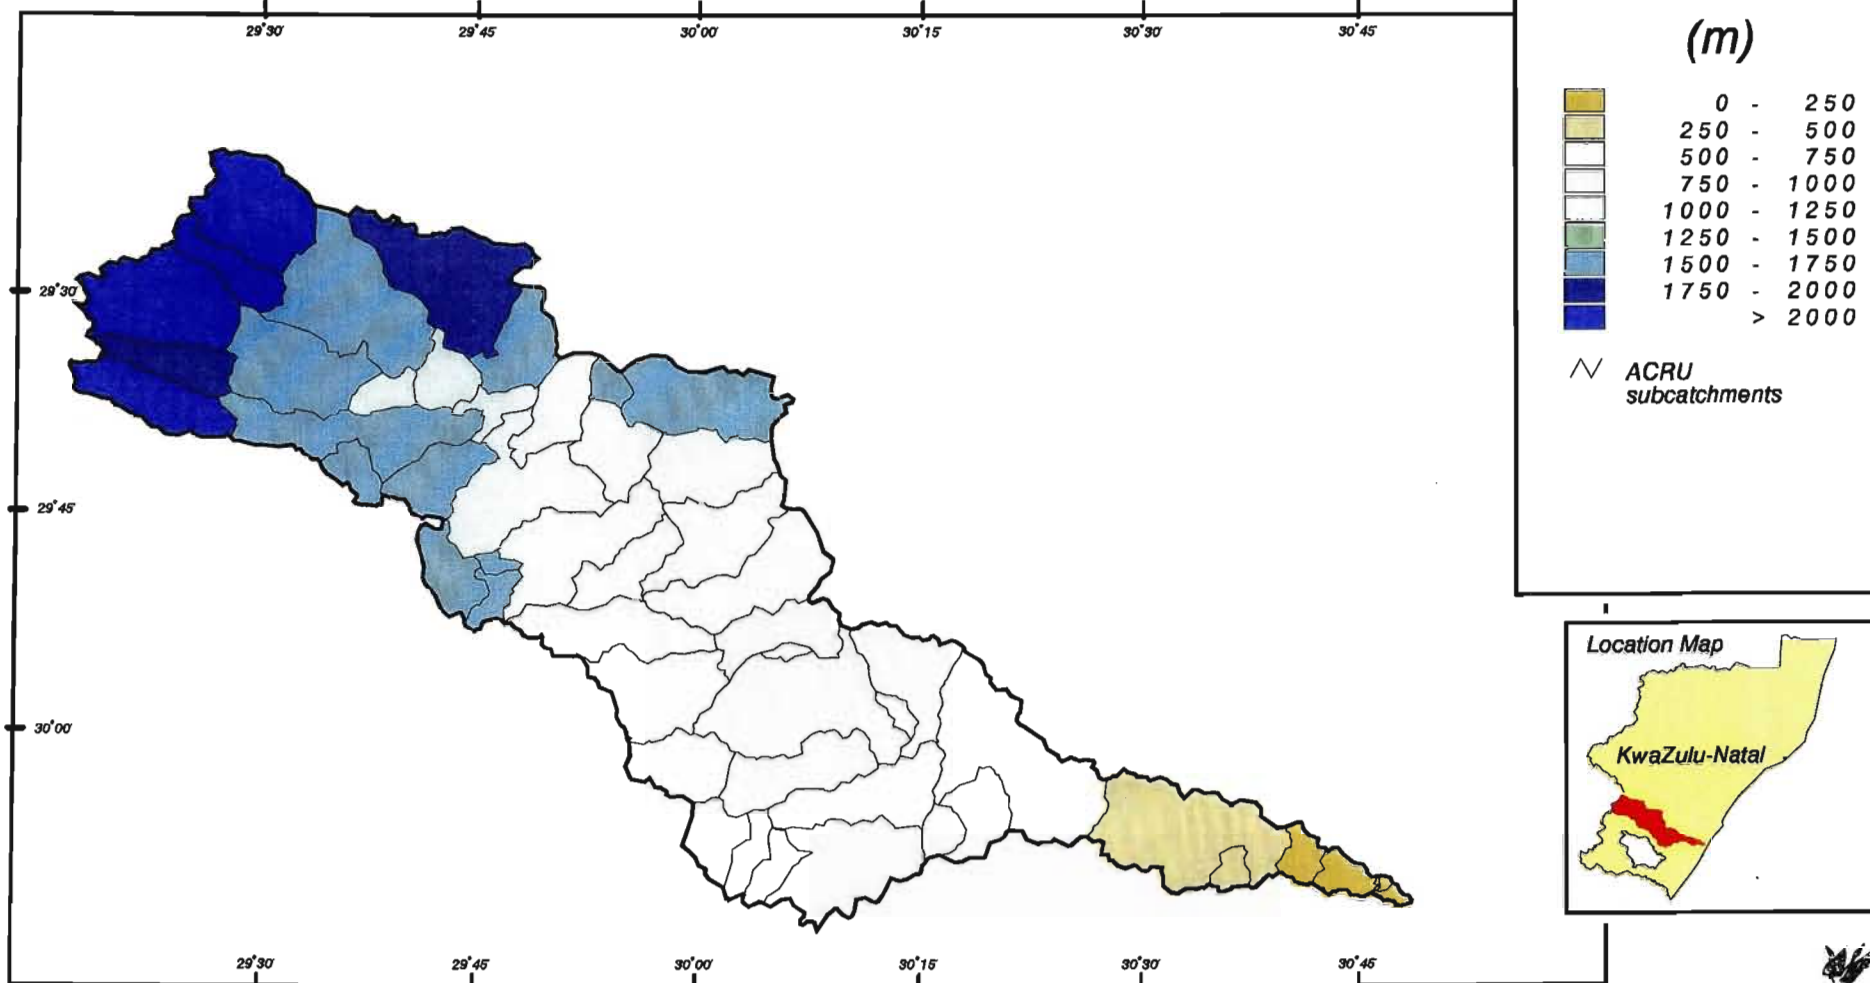 29°30'
29°45'
30°00'
30°15'
30°30'
30°45'
(m)
0 - 250
250 - 500
500 - 750
750 - 1000
1000 - 1250
1250 - 1500
1500 - 1750
1750 - 2000
> 2000
ACRU
subcatchments
29°30'
29°45'
30°00'
Location Map
KwaZulu-Natal
29°30'
29°45'
30°00'
30°15'
30°30'
30°45'